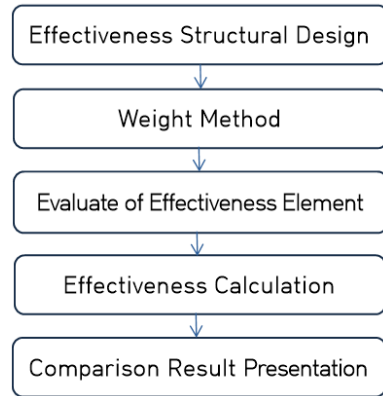 Effectiveness Structural Design
Weight Method
Evaluate of Effectiveness Element
Effectiveness Calculation
Comparison Result Presentation